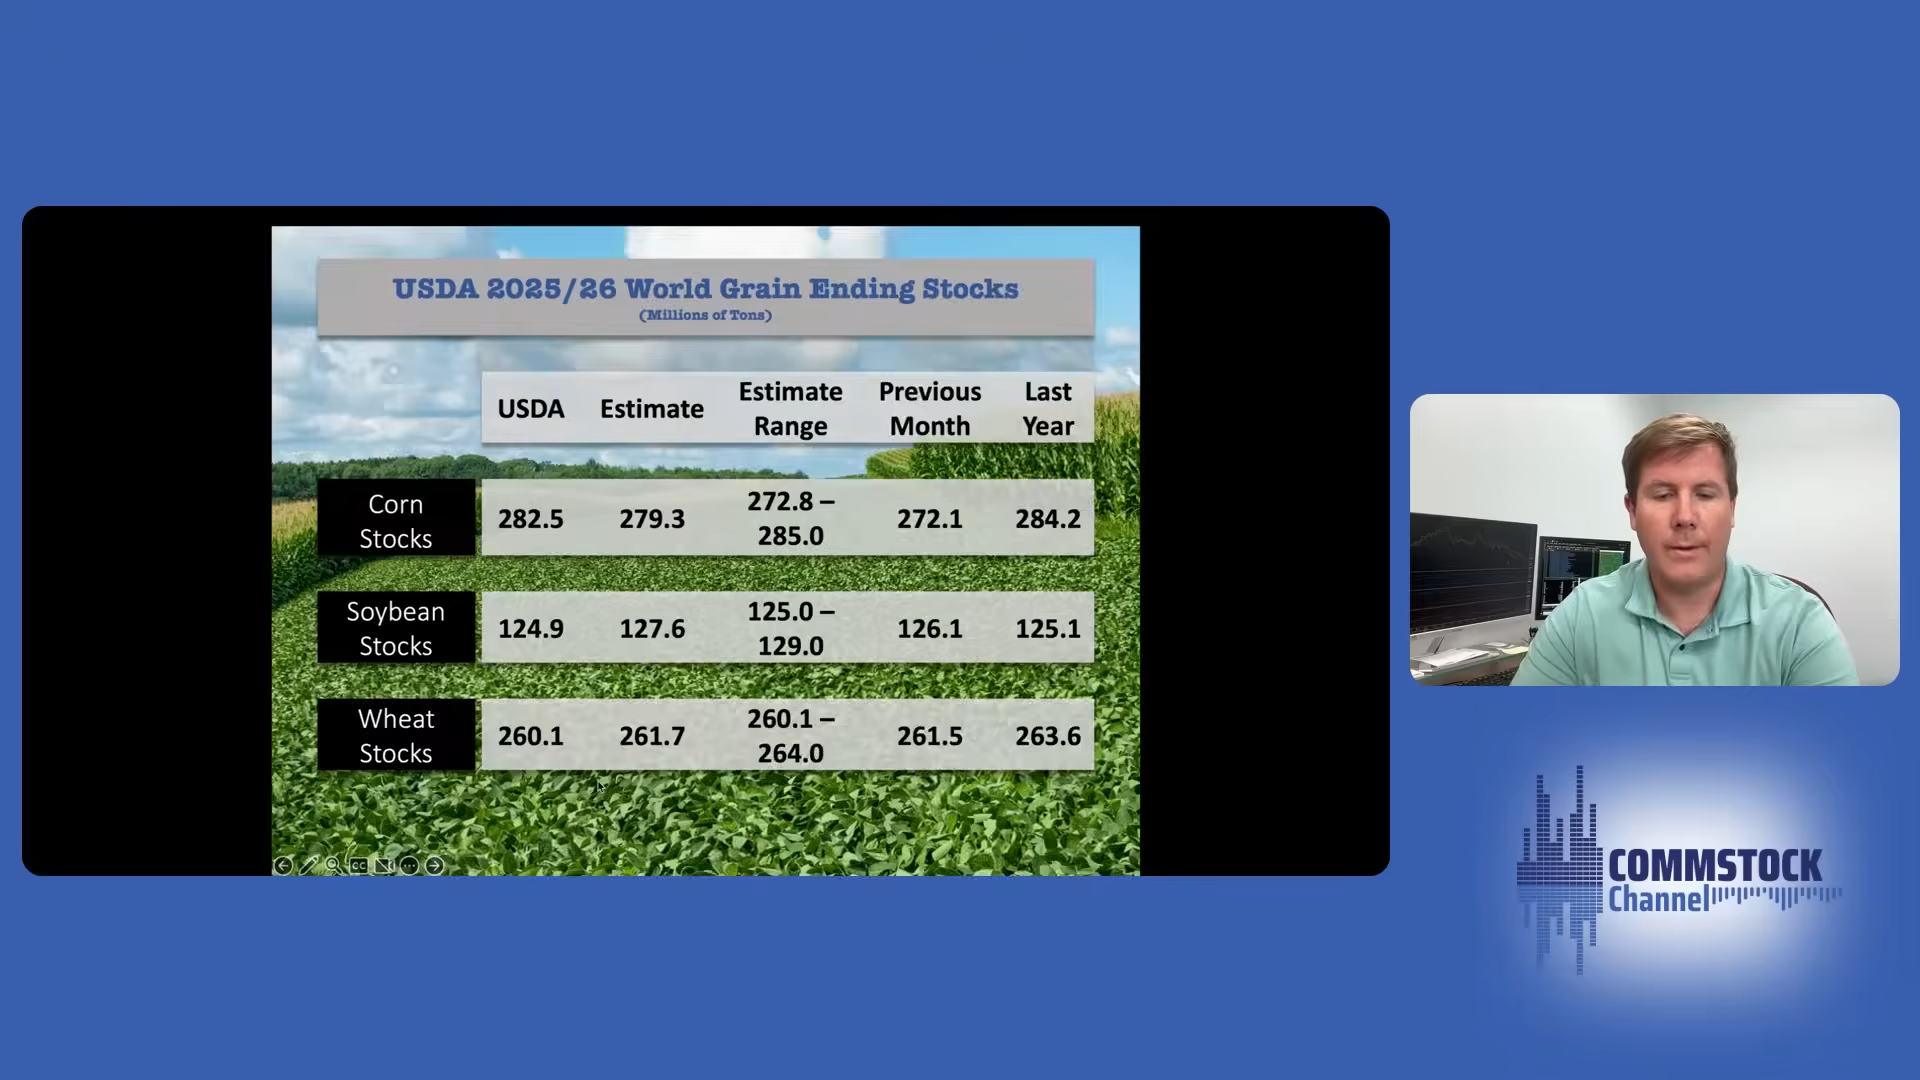 USDA 2025/26 World Grain Ending Stocks
(Millions of Tons)
USDA
Estimate
Estimate
Range
Previous
Month
Last
Year
Corn
Stocks
282.5
279.3
272.8 –
285.0
272.1
284.2
Soybean
Stocks
124.9
127.6
125.0 –
129.0
126.1
125.1
Wheat
Stocks
260.1
261.7
260.1 –
264.0
261.5
263.6
CC
COMMSTOCK
Channel